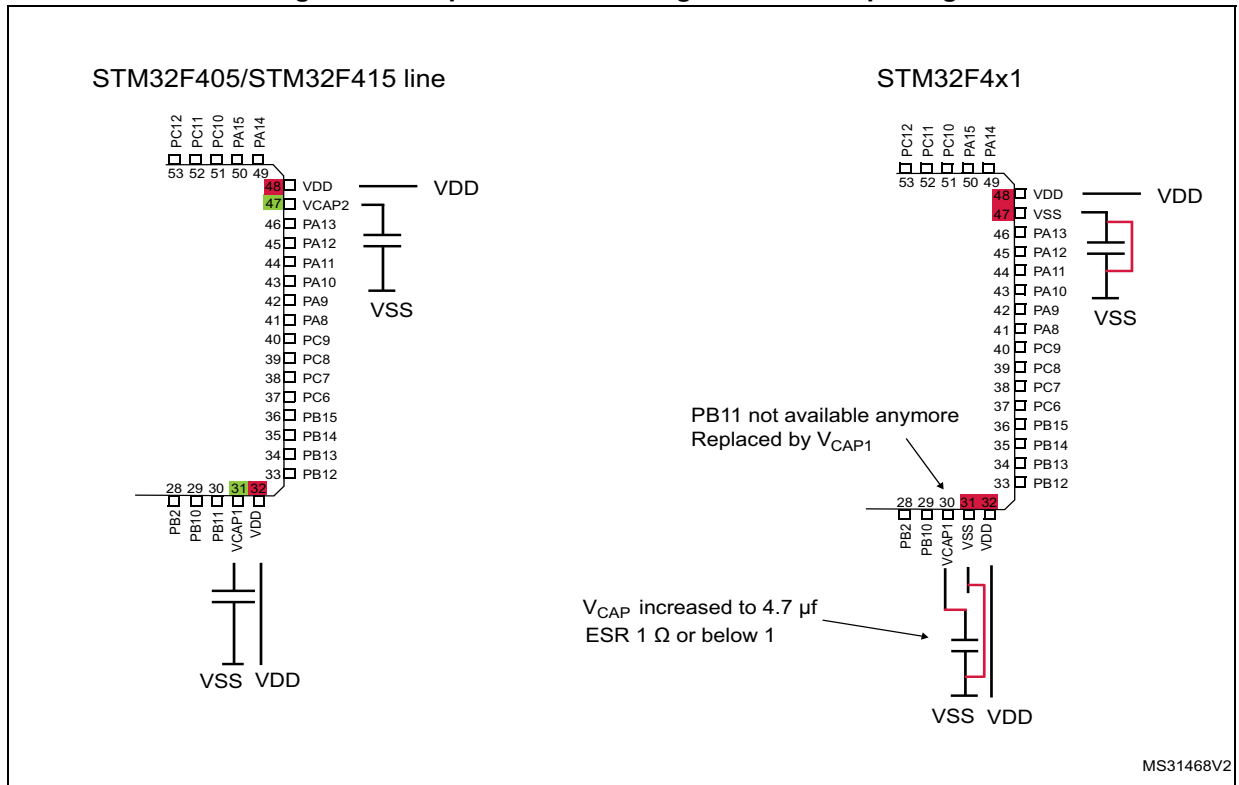 STM32F405/STM32F415 line
PC12
PC11
PC10
PA15
PA14
53 52 51 50 49
48 VDD
VDD
47 VCAP2
46 PA13
45 PA12
44 PA11
43 PA10
42 PA9
41 PA8
40 PC9
39 PC8
38 PC7
37 PC6
36 PB15
35 PB14
34 PB13
33 PB12
VSS
28 29 30 31 32
PB2
PB10
PB11
VCAP1
VDD
VSS VDD
STM32F4x1
PC12
PC11
PC10
PA15
PA14
53 52 51 50 49
48 VDD
VDD
47 VSS
46 PA13
45 PA12
44 PA11
43 PA10
42 PA9
41 PA8
40 PC9
39 PC8
38 PC7
37 PC6
36 PB15
35 PB14
34 PB13
33 PB12
VSS
PB11 not available anymore
Replaced by VCAP1
28 29 30 31 32
PB2
PB10
VCAP1
VSS
VDD
VCAP increased to 4.7 µf
ESR 1 Ω or below 1
VSS VDD
MS31468V2